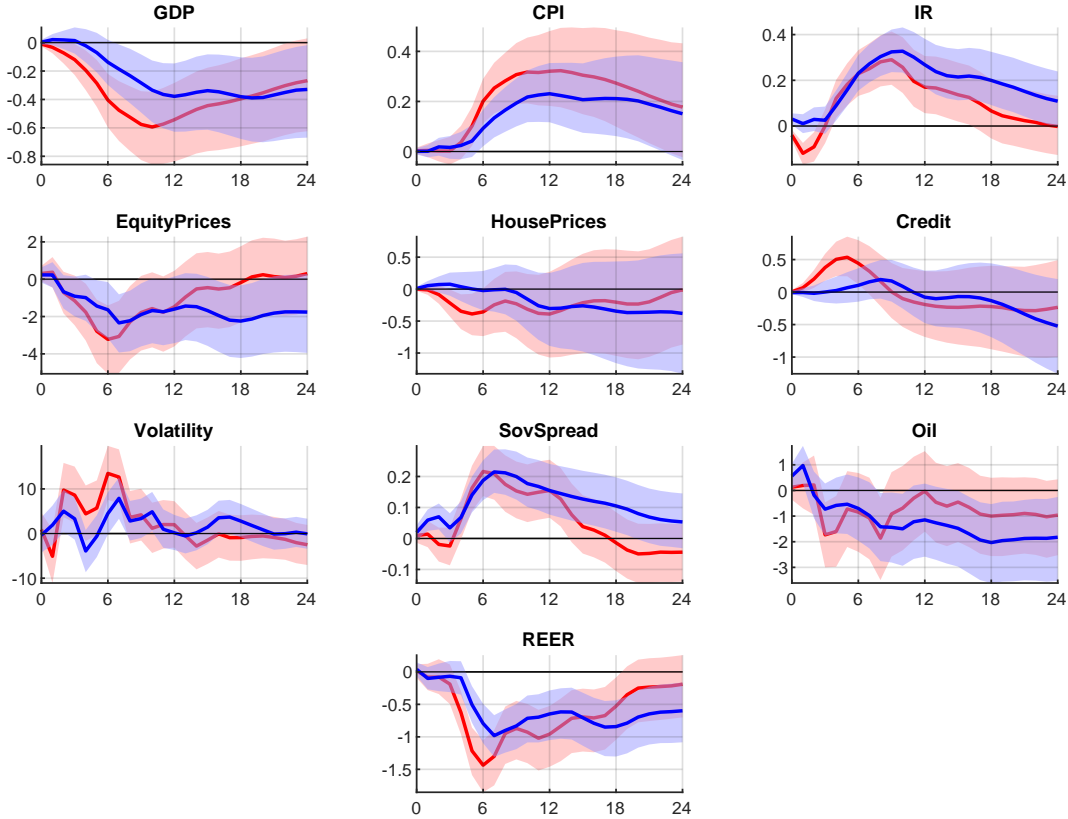 GDP
CPI
IR
0
-0.2
-0.4
-0.6
-0.8
0 6 12 18 24
0.4
0.2
0
0 6 12 18 24
0.4
0.2
0
0 6 12 18 24
EquityPrices
HousePrices
Credit
2
0
-2
-4
0 6 12 18 24
0.5
0
-0.5
-1
0 6 12 18 24
0.5
0
-0.5
-1
0 6 12 18 24
Volatility
SovSpread
Oil
10
0
-10
0 6 12 18 24
0.2
0.1
0
-0.1
0 6 12 18 24
1
0
-1
-2
-3
0 6 12 18 24
REER
0
-0.5
-1
-1.5
0 6 12 18 24